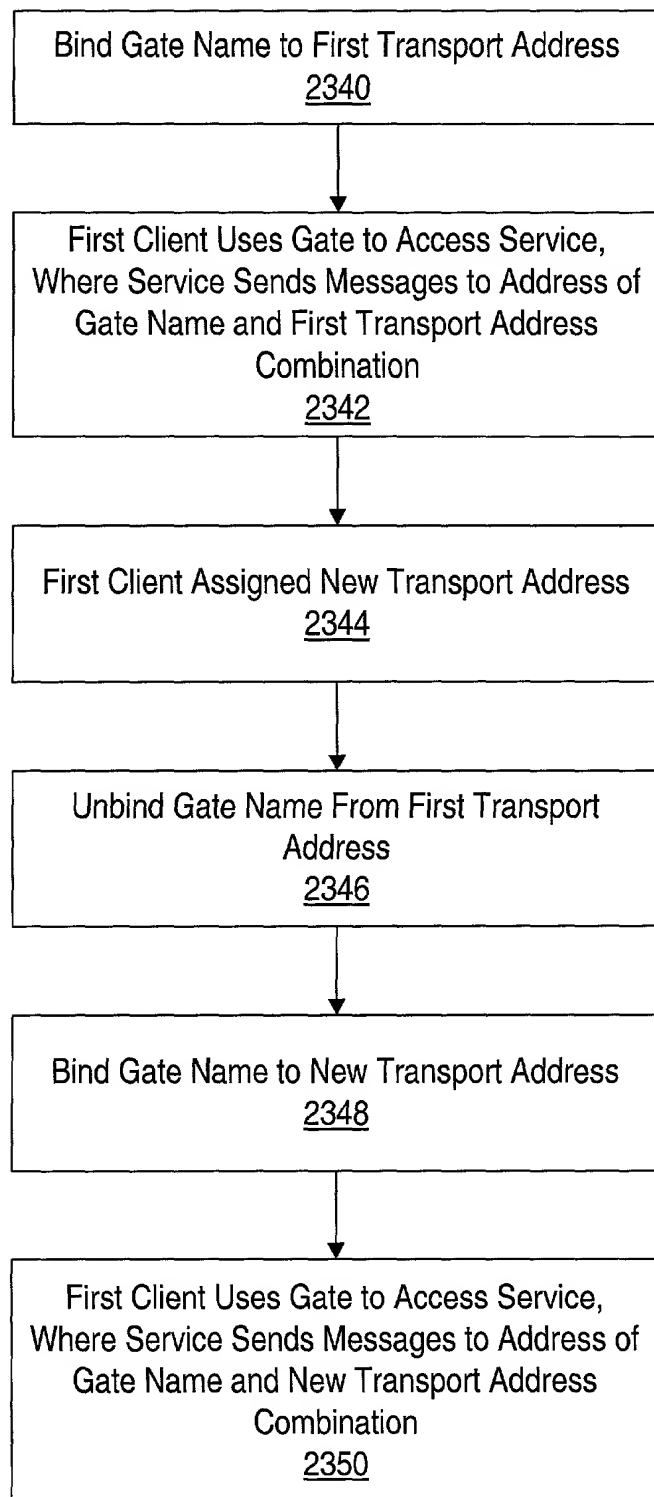 Bind Gate Name to First Transport Address
2340
First Client Uses Gate to Access Service,
Where Service Sends Messages to Address of
Gate Name and First Transport Address
Combination
2342
First Client Assigned New Transport Address
2344
Unbind Gate Name From First Transport
Address
2346
Bind Gate Name to New Transport Address
2348
First Client Uses Gate to Access Service,
Where Service Sends Messages to Address of
Gate Name and New Transport Address
Combination
2350